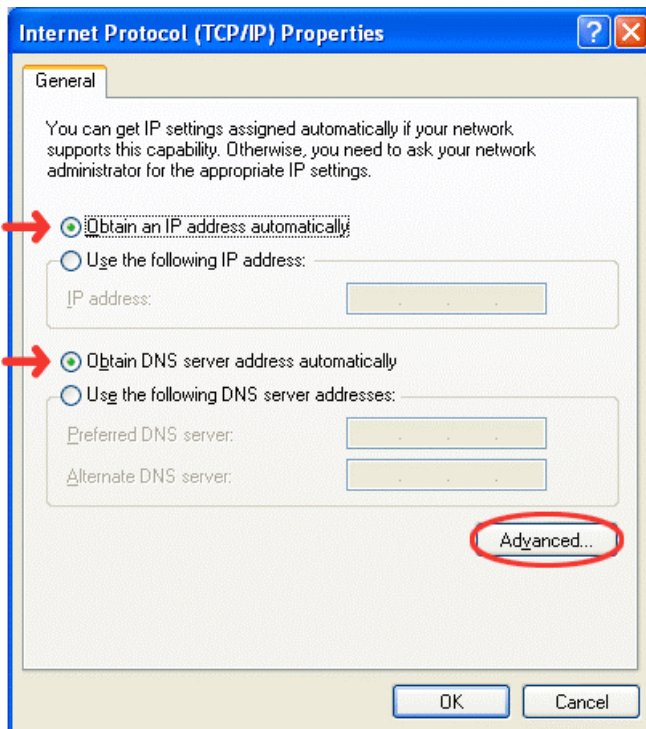 Internet Protocol (TCP/IP) Properties
General
You can get IP settings assigned automatically if your network
supports this capability. Otherwise, you need to ask your network
administrator for the appropriate IP settings.
Obtain an IP address automatically
Use the following IP address:
IP address:
Obtain DNS server address automatically
Use the following DNS server addresses:
Preferred DNS server:
Alternate DNS server:
Advanced...
OK
Cancel